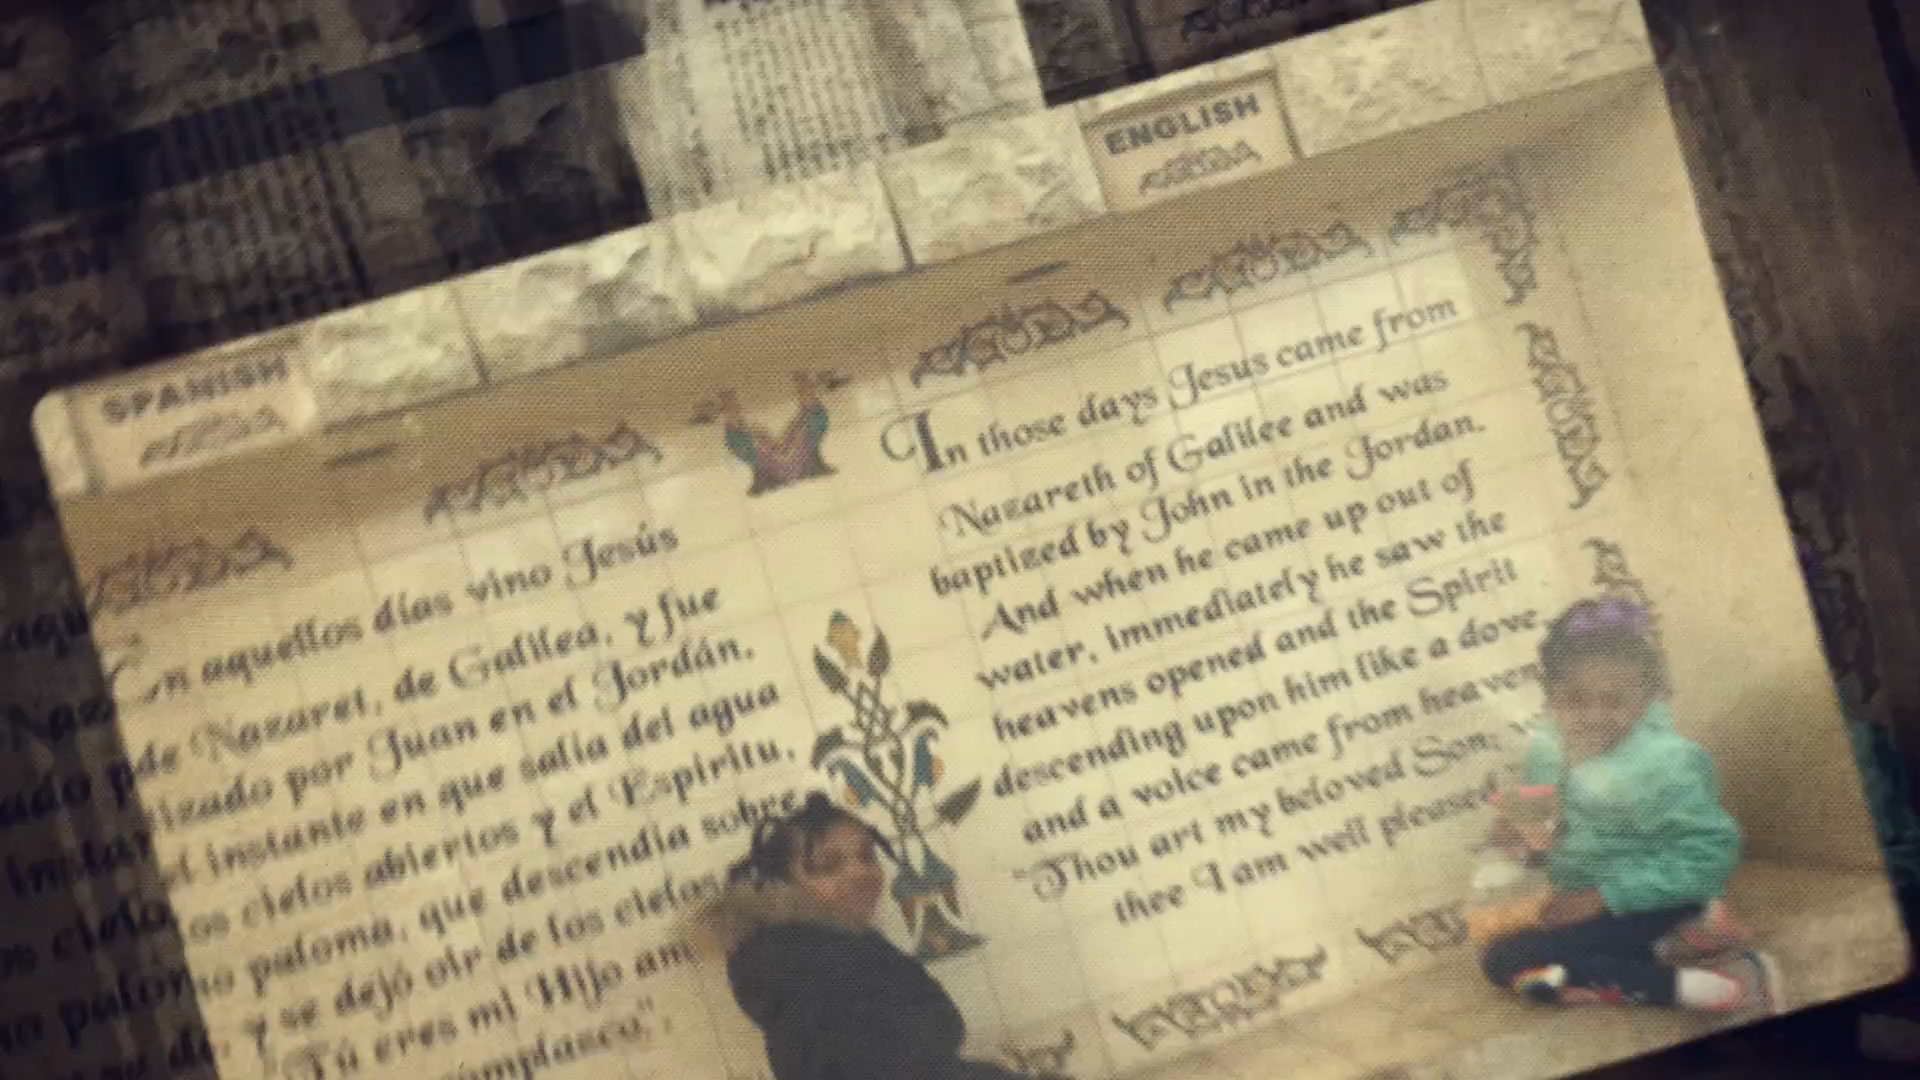 SPANISH
En aquellos días vino Jesús
de Nazaret, de Galilea, y fue
izado por Juan en el Jordán.
l instante en que salía del agua
os cielos abiertos y el Espíritu,
paloma, que descendía sobre
y se dejó oír de los cielos
Tú eres mi Hijo am
complasco".
ENGLISH
In those days Jesus came from
Nazareth of Galilee and was
baptized by John in the Jordan.
And when he came up out of
water, immediately he saw the
heavens opened and the Spirit
descending upon him like a dove,
and a voice came from heaven
"Thou art my beloved Son;
thee I am well pleased